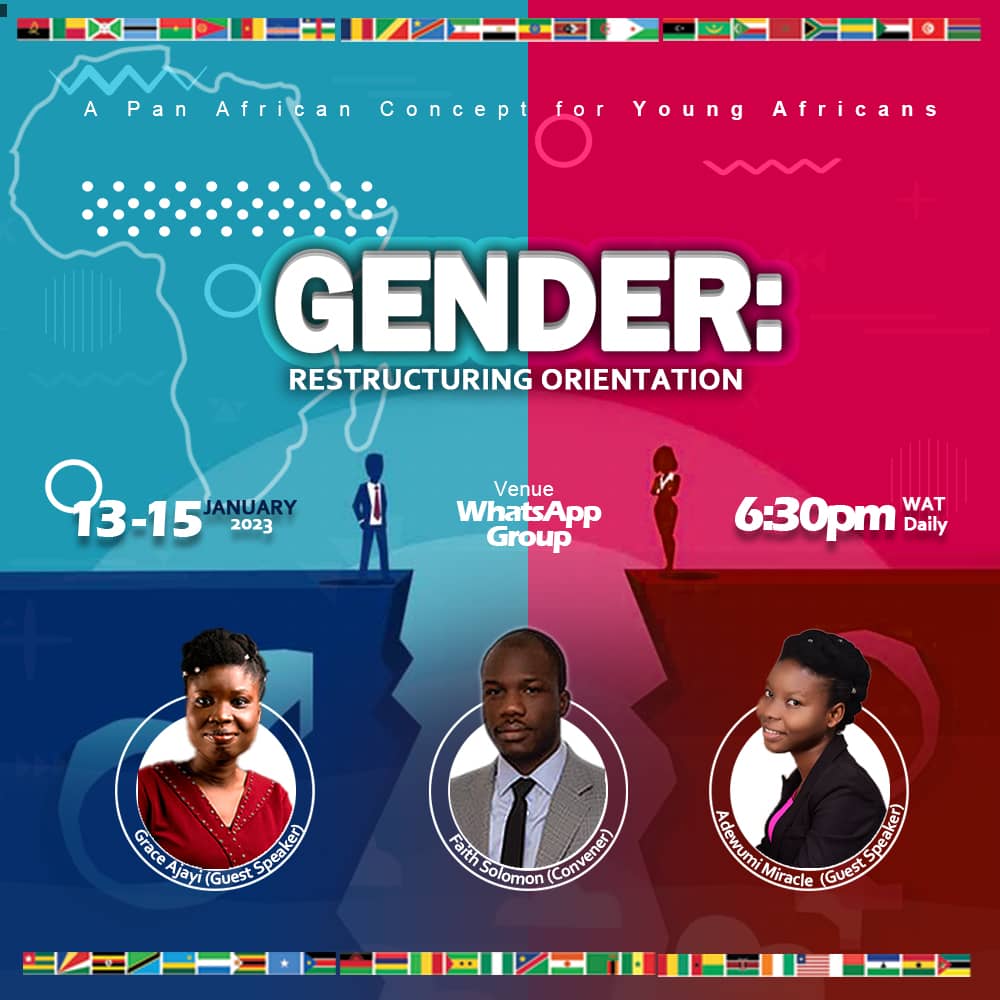 A Pan African Concept for Young Africans
GENDER:
RESTRUCTURING ORIENTATION
13-15 JANUARY
2023
Venue
WhatsApp
Group
6:30pm WAT
Daily
Grace Ajayi (Guest Speaker)
Faith Solomon (Convener)
Adewumi Miracle (Guest Speaker)